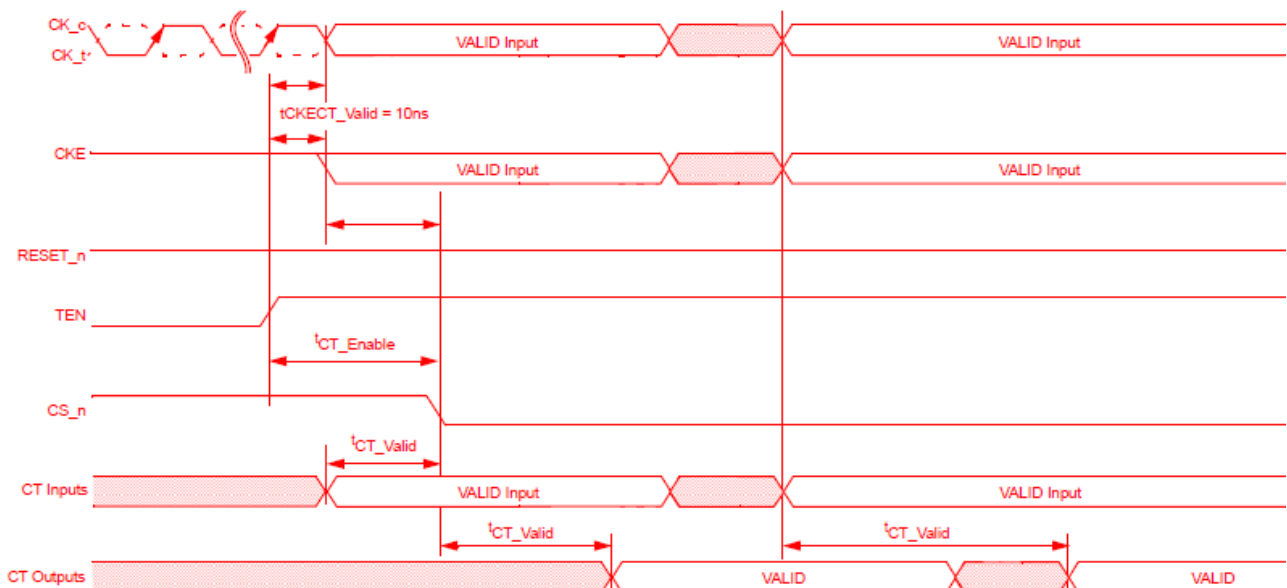 CK_c
CK_t
VALID Input
VALID Input
tCKECT_Valid = 10ns
CKE
VALID Input
VALID Input
RESET_n
TEN
tCT_Enable
CS_n
tCT_Valid
CT Inputs
VALID Input
VALID Input
tCT_Valid
tCT_Valid
CT Outputs
VALID
VALID